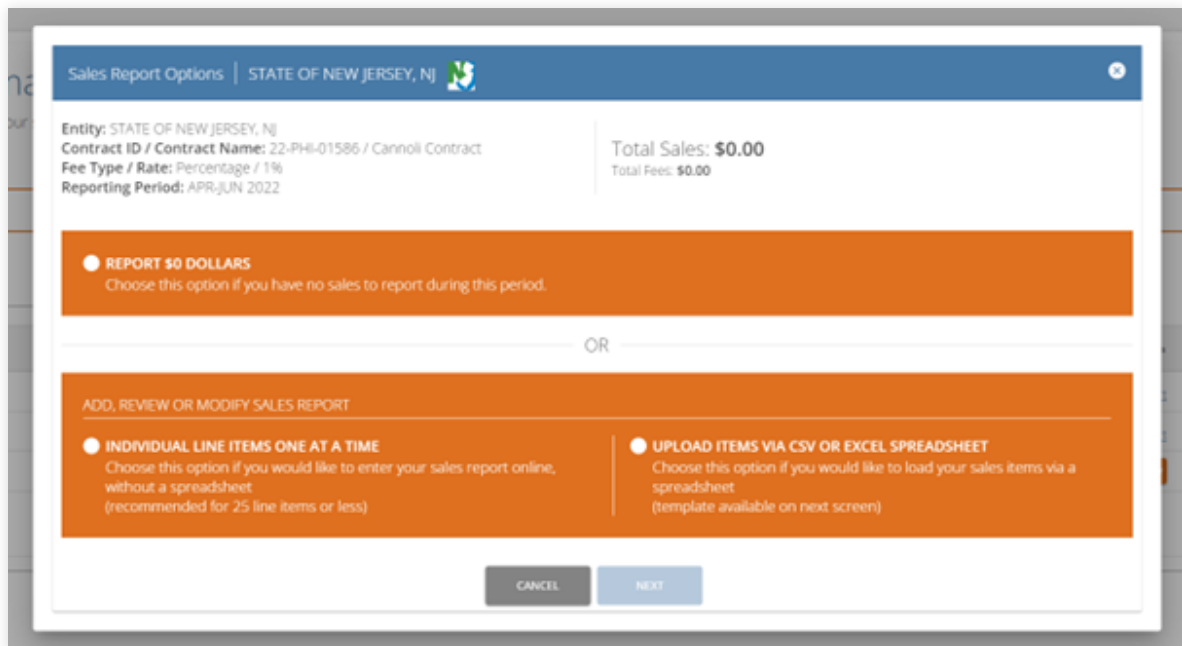 Sales Report Options | STATE OF NEW JERSEY, NJ
Entity: STATE OF NEW JERSEY, NJ
Contract ID / Contract Name: 22-PHI-01586 / Cannoli Contract
Fee Type / Rate: Percentage / 1%
Reporting Period: APR-JUN 2022
Total Sales: $0.00
Total Fees: $0.00
REPORT $0 DOLLARS
Choose this option if you have no sales to report during this period.
OR
ADD, REVIEW OR MODIFY SALES REPORT
INDIVIDUAL LINE ITEMS ONE AT A TIME
Choose this option if you would like to enter your sales report online,
without a spreadsheet
(recommended for 25 line items or less)
UPLOAD ITEMS VIA CSV OR EXCEL SPREADSHEET
Choose this option if you would like to load your sales items via a
spreadsheet
(template available on next screen)
CANCEL
NEXT